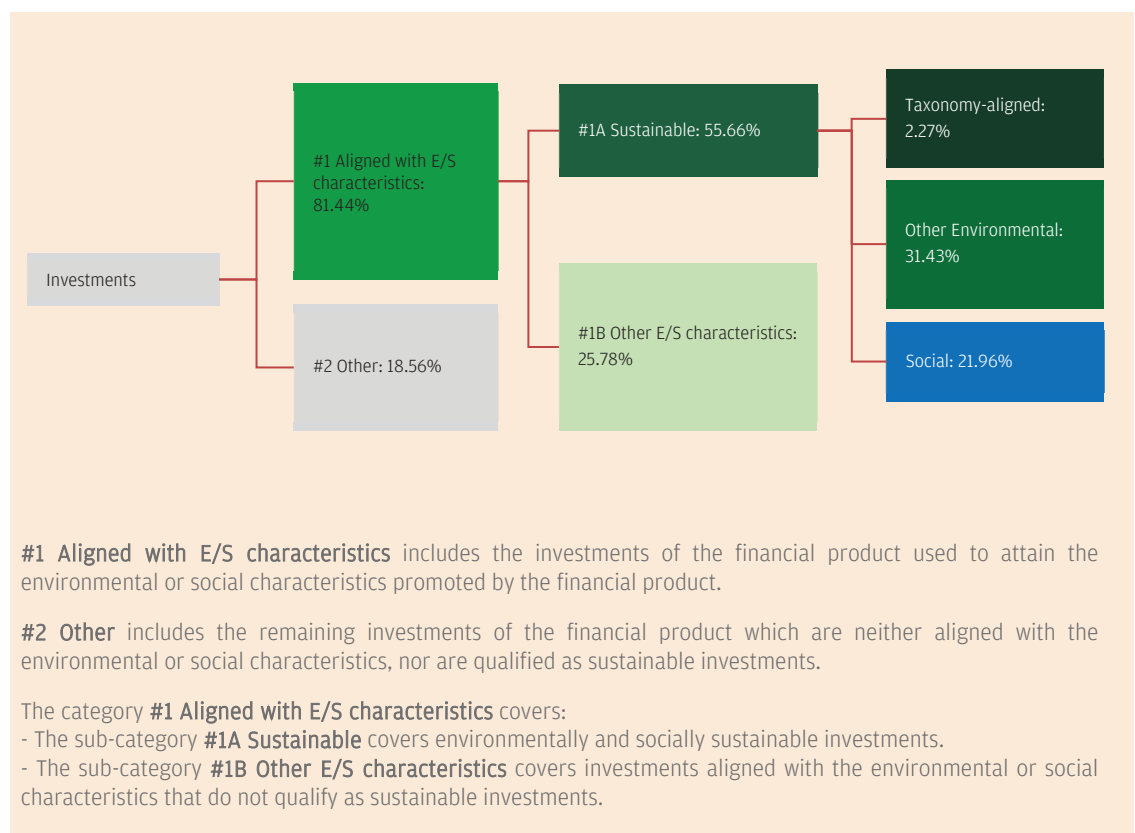 Investments
#1 Aligned with E/S
characteristics:
81.44%
#2 Other: 18.56%
#1A Sustainable: 55.66%
#1B Other E/S characteristics:
25.78%
Taxonomy-aligned:
2.27%
Other Environmental:
31.43%
Social: 21.96%
#1 Aligned with E/S characteristics includes the investments of the financial product used to attain the
environmental or social characteristics promoted by the financial product.
#2 Other includes the remaining investments of the financial product which are neither aligned with the
environmental or social characteristics, nor are qualified as sustainable investments.
The category #1 Aligned with E/S characteristics covers:
- The sub-category #1A Sustainable covers environmentally and socially sustainable investments.
- The sub-category #1B Other E/S characteristics covers investments aligned with the environmental or social
characteristics that do not qualify as sustainable investments.